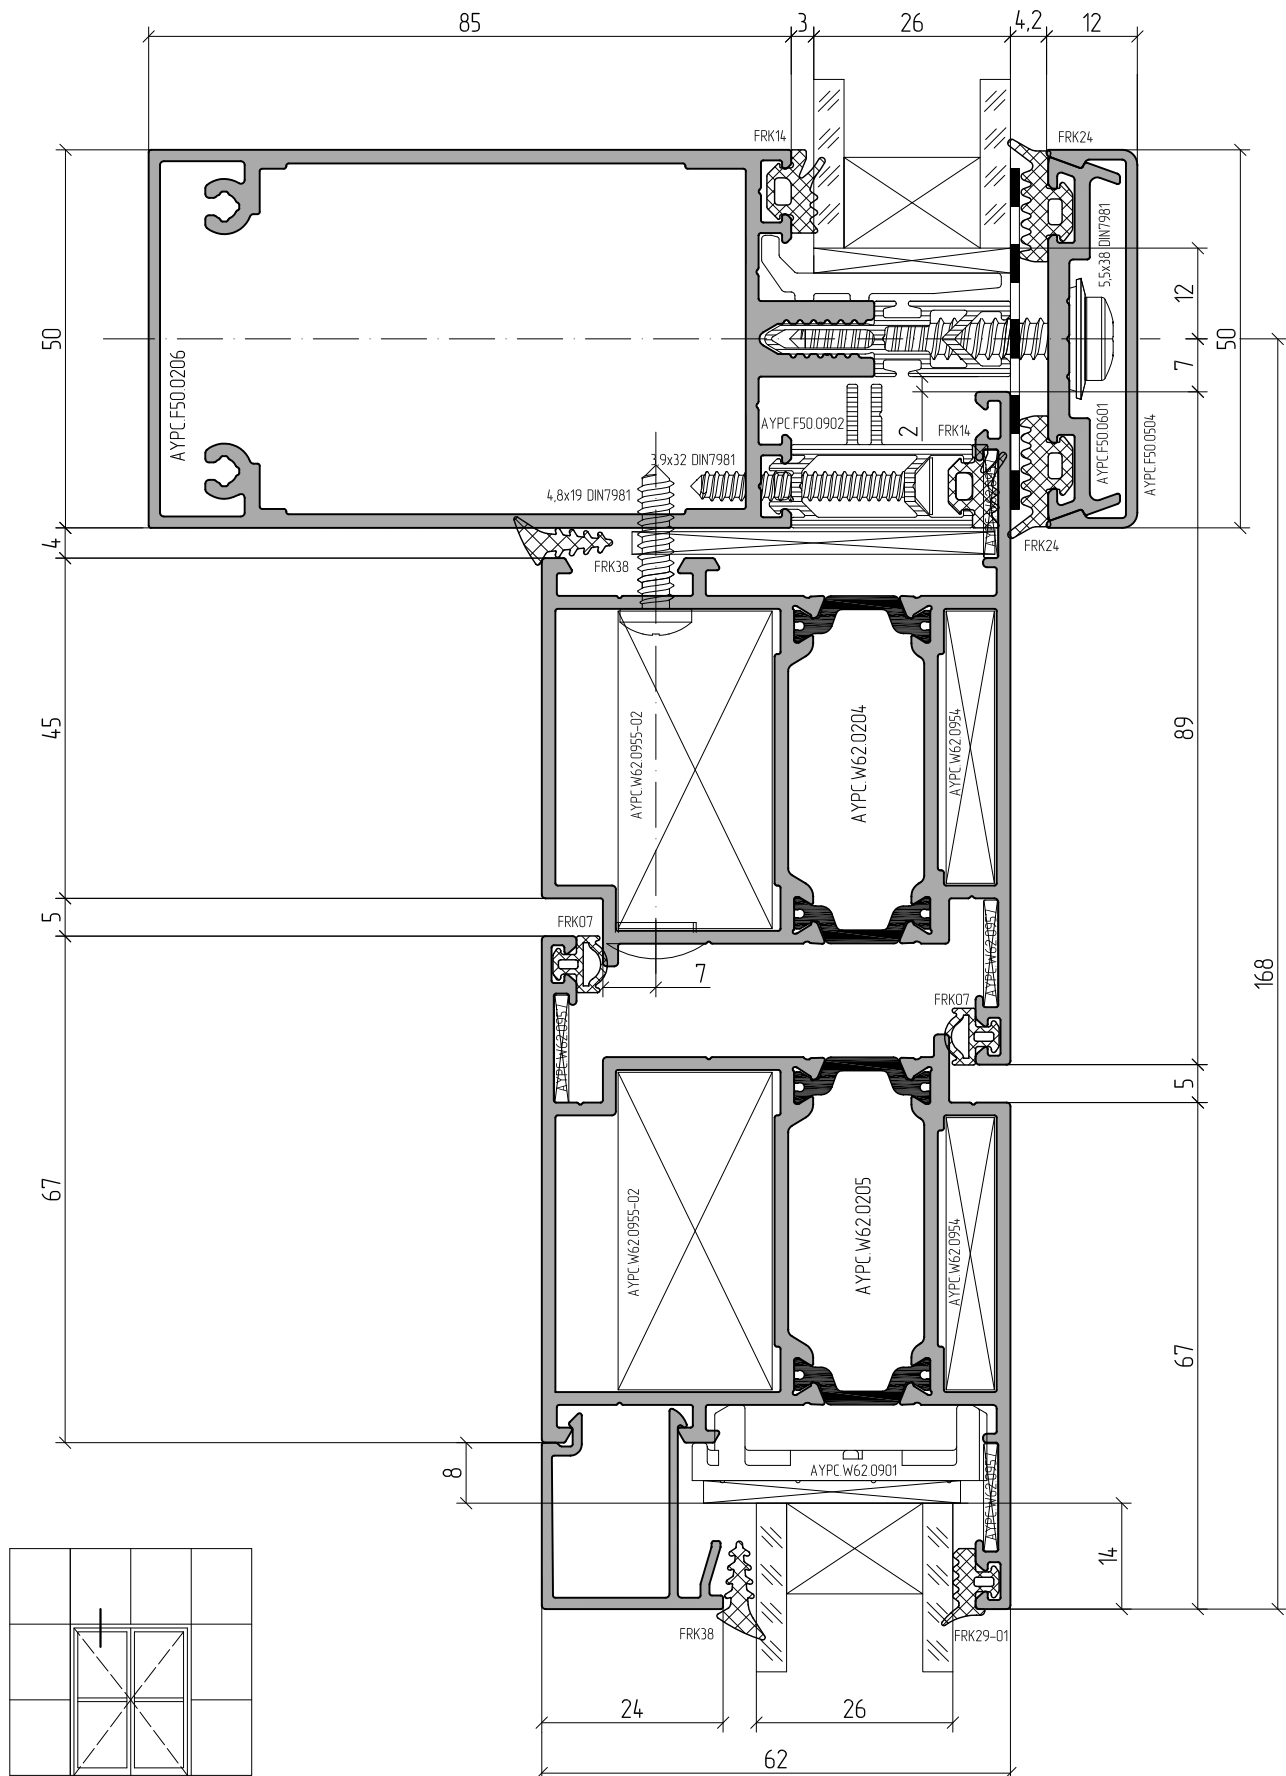 85
3
26
4,2
12
FRK14
FRK24
50
AYPC.F50.0206
5,5x38 DIN7981
12
50
7
AYPC.F50.0902
2
FRK14
AYPC.F50.0601
AYPC.F50.0504
3,9x32 DIN7981
4,8x19 DIN7981
4
FRK38
FRK24
45
AYPC.W62.0955-02
AYPC.W62.0204
AYPC.W62.0954
89
5
FRK07
AYPC.W62.0957
7
FRK07
168
AYPC.W62.0957
5
67
AYPC.W62.0955-02
AYPC.W62.0205
AYPC.W62.0954
67
8
AYPC.W62.0901
AYPC.W62.0957
14
FRK38
FRK29-01
24
26
62